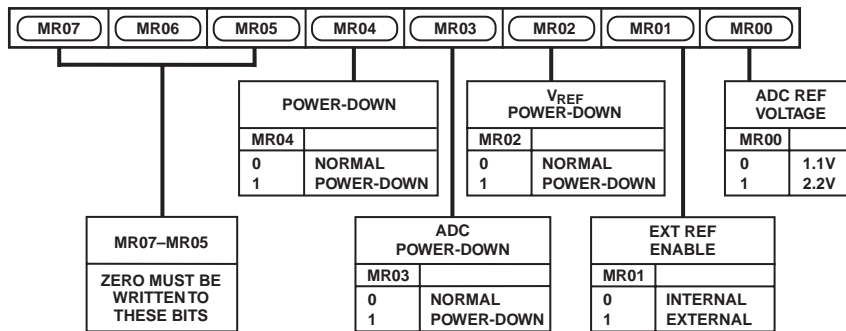 MR07 MR06 MR05 MR04 MR03 MR02 MR01 MR00
POWER-DOWN
MR04
0 NORMAL
1 POWER-DOWN
VREF
POWER-DOWN
MR02
0 NORMAL
1 POWER-DOWN
ADC REF
VOLTAGE
MR00
0 1.1V
1 2.2V
MR07–MR05
ZERO MUST BE
WRITTEN TO
THESE BITS
ADC
POWER-DOWN
MR03
0 NORMAL
1 POWER-DOWN
EXT REF
ENABLE
MR01
0 INTERNAL
1 EXTERNAL